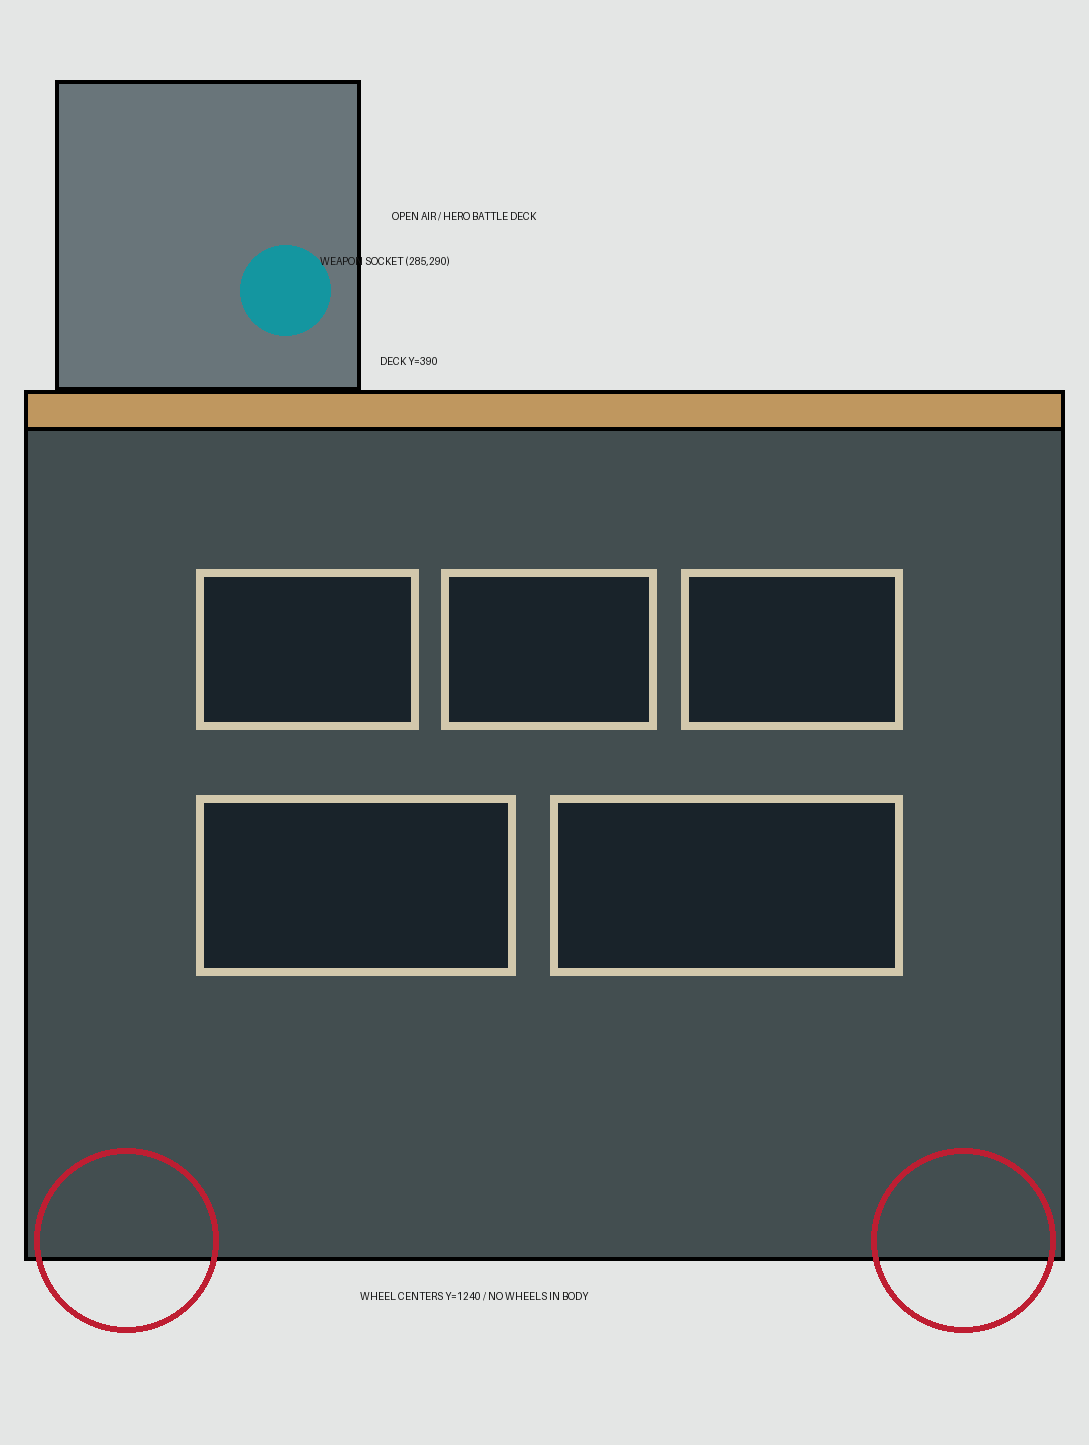 OPEN AIR / HERO BATTLE DECK
WEAPON SOCKET (285,290)
DECK Y=390
WHEEL CENTERS Y=1240 / NO WHEELS IN BODY